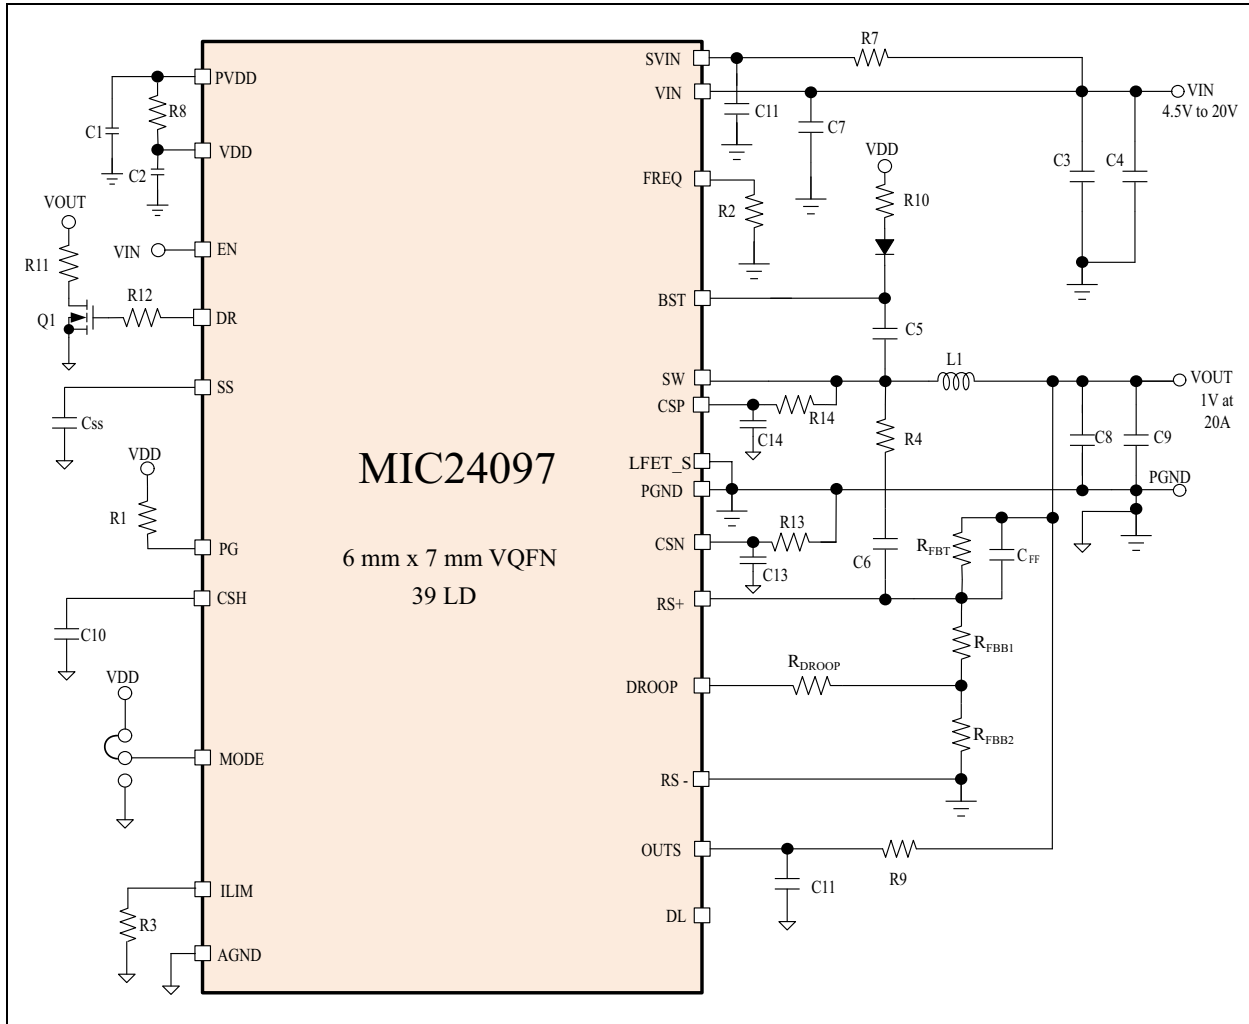 SVIN
R7
PVDD
VIN
VIN
4.5V to 20V
R8
C11
C7
C1
VDD
C2
VDD
C3
C4
FREQ
R10
R2
VOUT
VIN
EN
R11
R12
BST
Q1
DR
C5
L1
SW
VOUT
1V at
20A
SS
CSP
R14
Css
C14
R4
C8
C9
VDD
LFET_S
MIC24097
PGND
PGND
R1
R13
CSN
RFBT
CFF
PG
6 mm x 7 mm VQFN
C13
C6
39 LD
CSH
RS+
C10
RFBB1
RDROOP
VDD
DROOP
RFBB2
MODE
RS -
OUTS
R9
C11
ILIM
R3
DL
AGND